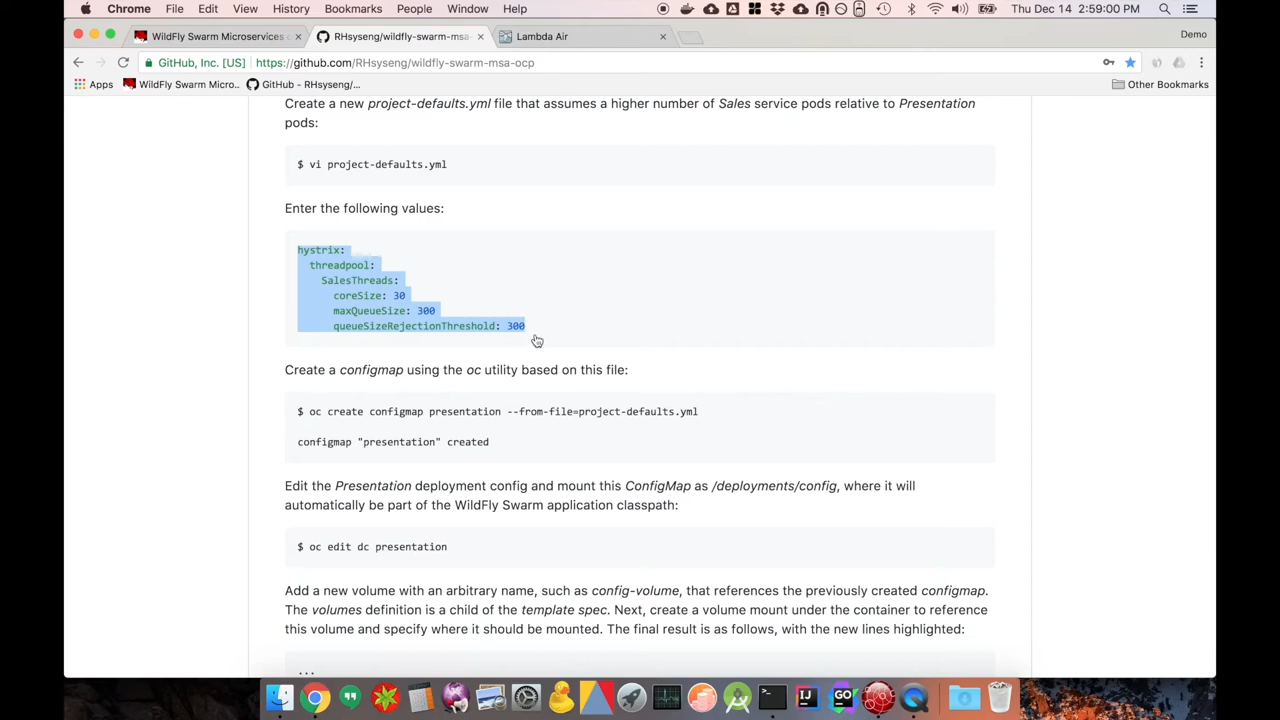 Chrome File Edit View History Bookmarks People Window Help Thu Dec 14 2:59:00 PM
WildFly Swarm Microservices RHsyseng/wildfly-swarm-msa- Lambda Air Demo
GitHub, Inc. [US] https://github.com/RHsyseng/wildfly-swarm-msa-ocp
Apps WildFly Swarm Micro... GitHub - RHsyseng/... Other Bookmarks
Create a new project-defaults.yml file that assumes a higher number of Sales service pods relative to Presentation
pods:
$ vi project-defaults.yml
Enter the following values:
hystrix:
threadpool:
SalesThreads:
coreSize: 30
maxQueueSize: 300
queueSizeRejectionThreshold: 300
Create a configmap using the oc utility based on this file:
$ oc create configmap presentation --from-file=project-defaults.yml
configmap "presentation" created
Edit the Presentation deployment config and mount this ConfigMap as /deployments/config, where it will
automatically be part of the WildFly Swarm application classpath:
$ oc edit dc presentation
Add a new volume with an arbitrary name, such as config-volume, that references the previously created configmap.
The volumes definition is a child of the template spec. Next, create a volume mount under the container to reference
this volume and specify where it should be mounted. The final result is as follows, with the new lines highlighted:
...